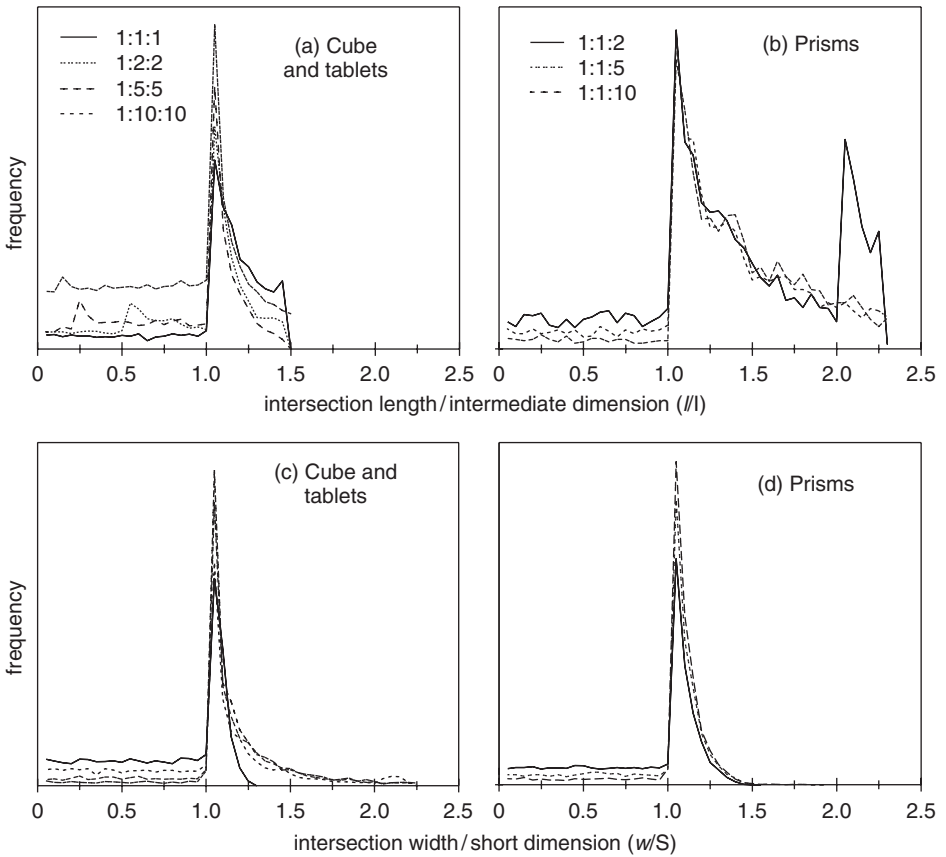 1:1:1
1:2:2
1:5:5
1:10:10
(a) Cube
and tablets
1:1:2
1:1:5
1:1:10
(b) Prisms
frequency
0 0.5 1.0 1.5 2.0 2.5
0 0.5 1.0 1.5 2.0 2.5
intersection length/intermediate dimension (l/I)
(c) Cube and
tablets
(d) Prisms
frequency
0 0.5 1.0 1.5 2.0 2.5
0 0.5 1.0 1.5 2.0 2.5
intersection width/short dimension (w/S)